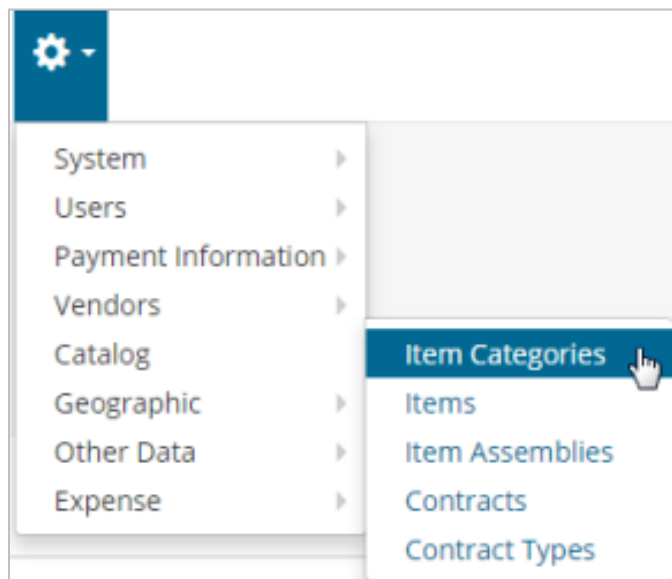 System
Users
Payment Information
Vendors
Catalog
Geographic
Other Data
Expense
Item Categories
Items
Item Assemblies
Contracts
Contract Types